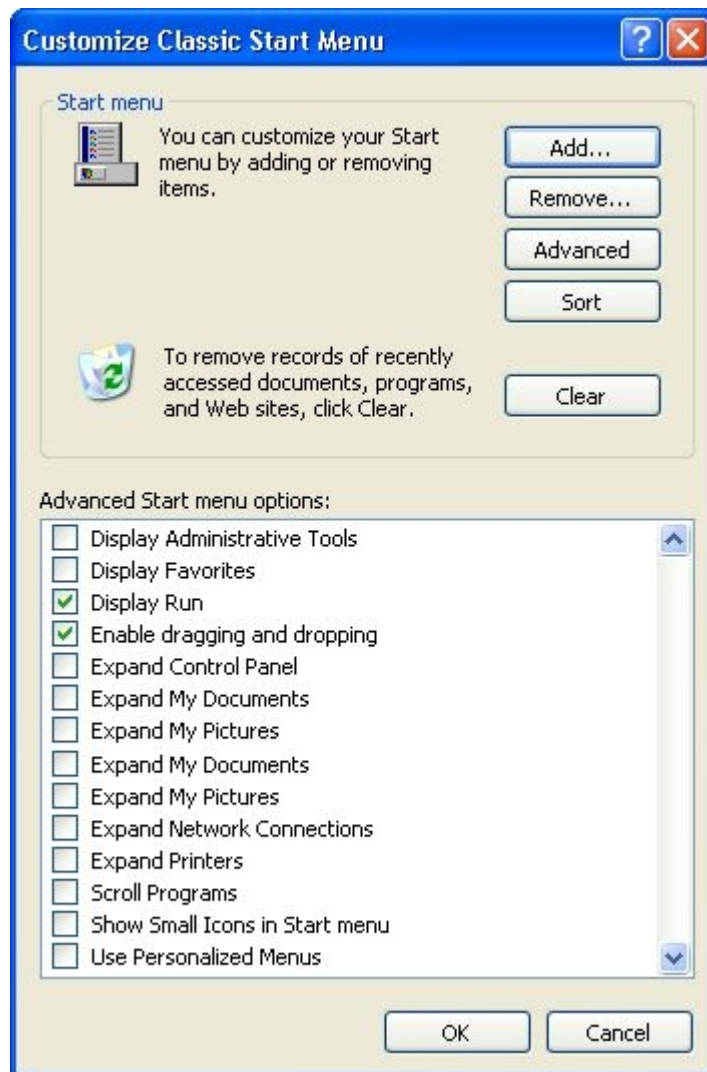 Customize Classic Start Menu
Start menu
You can customize your Start
menu by adding or removing
items.
Add...
Remove...
Advanced
Sort
To remove records of recently
accessed documents, programs,
and Web sites, click Clear.
Clear
Advanced Start menu options:
Display Administrative Tools
Display Favorites
Display Run
Enable dragging and dropping
Expand Control Panel
Expand My Documents
Expand My Pictures
Expand My Documents
Expand My Pictures
Expand Network Connections
Expand Printers
Scroll Programs
Show Small Icons in Start menu
Use Personalized Menus
OK
Cancel